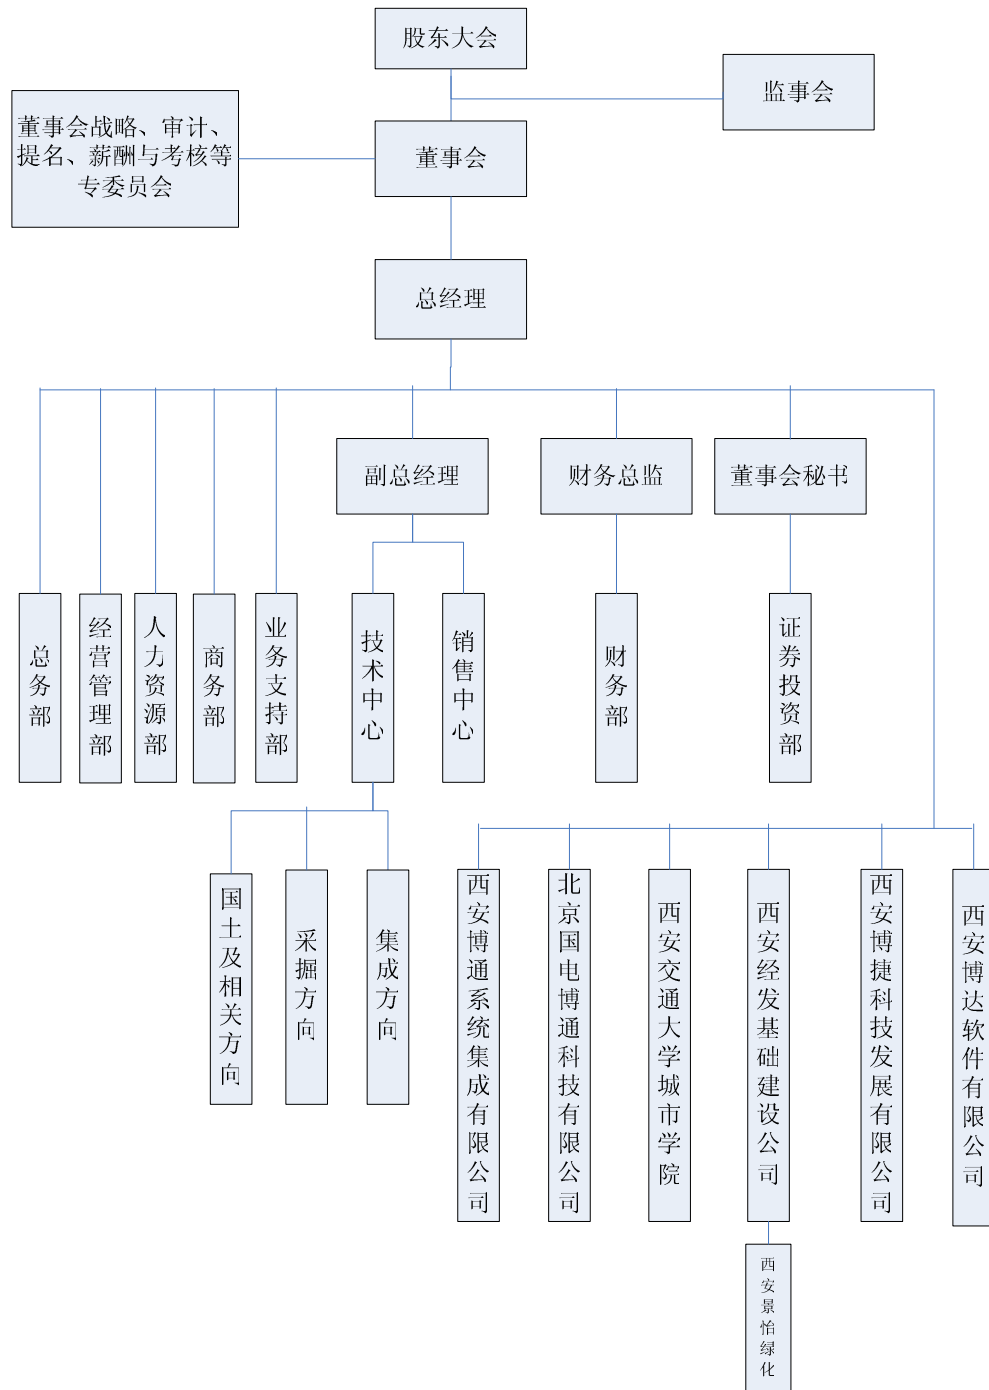 股东大会
监事会
董事会战略、审计、
提名、薪酬与考核等
专委员会
董事会
总经理
副总经理
财务总监
董事会秘书
总务部
经营管理部
人力资源部
商务部
业务支持部
技术中心
销售中心
财务部
证券投资部
国土及相关方向
采掘方向
集成方向
西安博通系统集成有限公司
北京国电博通科技有限公司
西安交通大学城市学院
西安经发基础建设公司
西安博捷科技发展有限公司
西安博达软件有限公司
西安景怡绿化